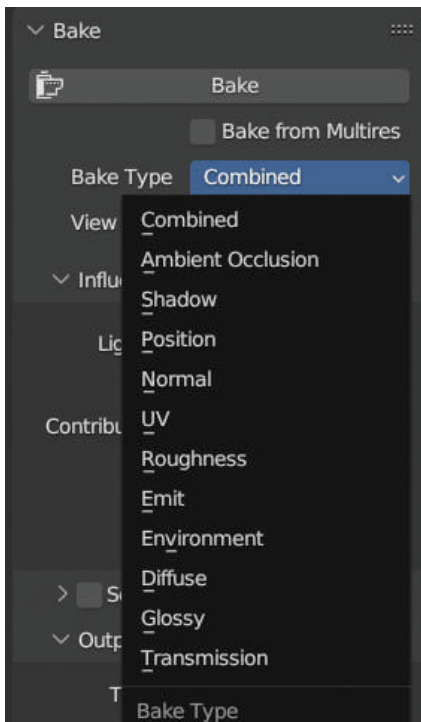 Bake
Bake
Bake from Multires
Bake Type Combined
View
Combined
Ambient Occlusion
Influ
Shadow
Lig
Position
Normal
Contribu
UV
Roughness
Emit
Environment
Diffuse
S
Glossy
Outp
Transmission
T
Bake Type